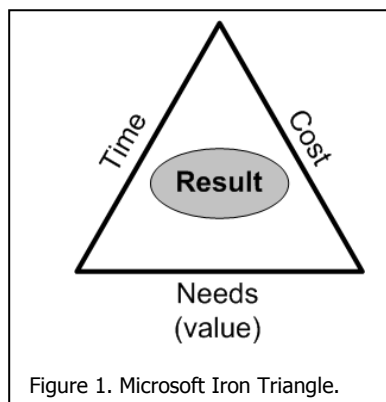 Time
Cost
Result
Needs
(value)
Figure 1. Microsoft Iron Triangle.